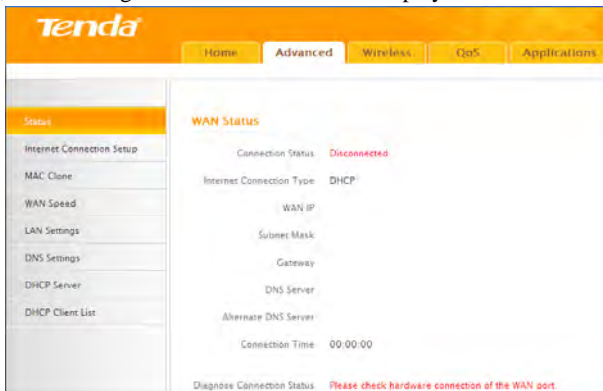 Tenda
Home Advanced Wireless QoS Applications
Status
Internet Connection Setup
MAC Clone
WAN Speed
LAN Settings
DNS Settings
DHCP Server
DHCP Client List
WAN Status
Connection Status Disconnected
Internet Connection Type DHCP
WAN IP
Subnet Mask
Gateway
DNS Server
Alternate DNS Server
Connection Time 00:00:00
Diagnose Connection Status Please check hardware connection of the WAN port.